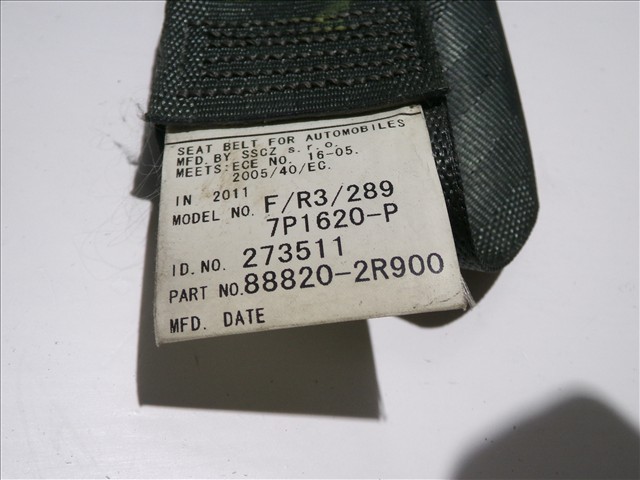 SEAT BELT FOR AUTOMOBILES
MFD. BY SSCZ s.r.o.
MEETS:ECE NO. 16-05.
2005/40/EC.
IN 2011
MODEL NO. F/R3/289
7P1620-P
ID.NO. 273511
PART NO.88820-2R900
MFD. DATE